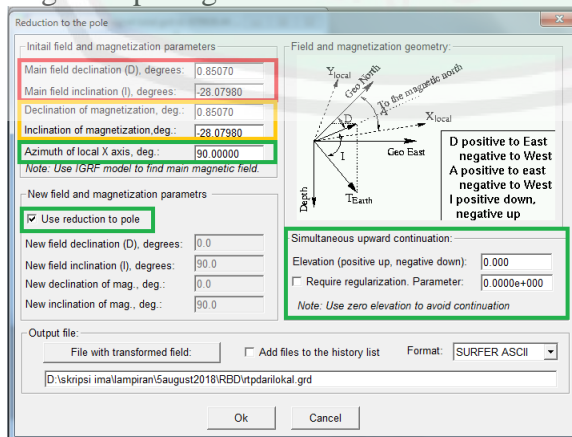 Reduction to the pole
Initail field and magnetization parameters
Main field declination (D), degrees: 0.85070
Main field inclination (I), degrees: -28.07980
Declination of magnetization, deg.: 0.85070
Inclination of magnetization,deg.: -28.07980
Azimuth of local X axis, deg.: 90.00000
Note: Use IGRF model to find main magnetic field.
New field and magnetization parametrs
Use reduction to pole
New field declination (D), degrees: 0.0
New field inclination (I), degrees: 90.0
New declination of mag., deg.: 0.0
New inclination of mag., deg.: 90.0
Field and magnetization geometry:
Y local
Geo North
To the magnetic north
D
A
X local
I
Geo East
Depth
T Earth
D positive to East
negative to West
A positive to east
negative to West
I positive down,
negative up
Simultaneous upward continuation:
Elevation (positive up, negative down): 0.000
Require regularization. Parameter: 0.0000e+000
Note: Use zero elevation to avoid continuation
Output file:
File with transformed field: Add files to the history list Format: SURFER ASCII
D:\skripsi ima\lampiran\5august2018\RBD\rtpdarilokal.grd
Ok Cancel